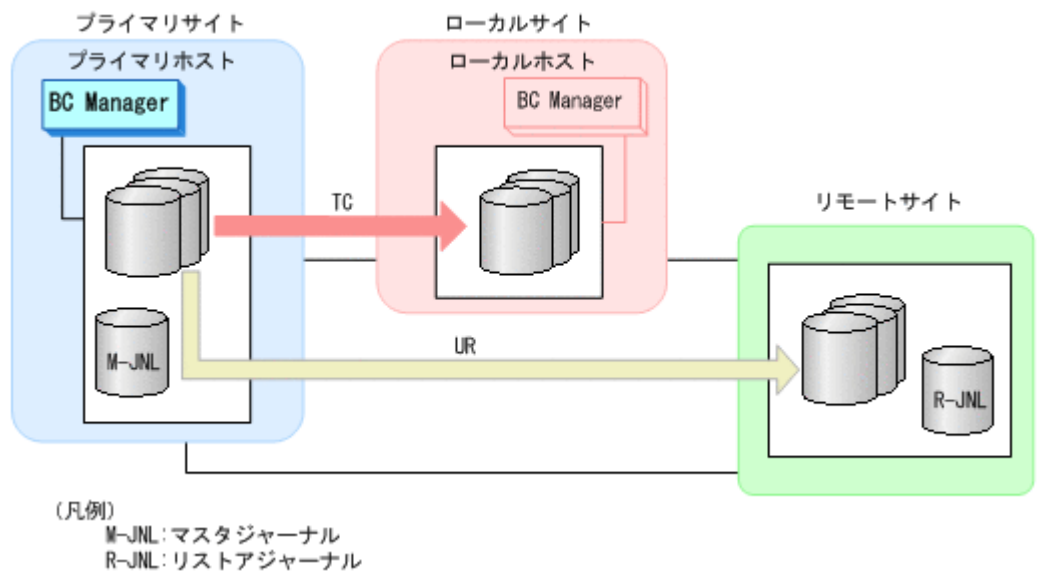 プライマリサイト
ローカルサイト
プライマリホスト
ローカルホスト
BC Manager
BC Manager
TC
リモートサイト
UR
M-JNL
R-JNL
(凡例)
M-JNL:マスタジャーナル
R-JNL:リストアジャーナル